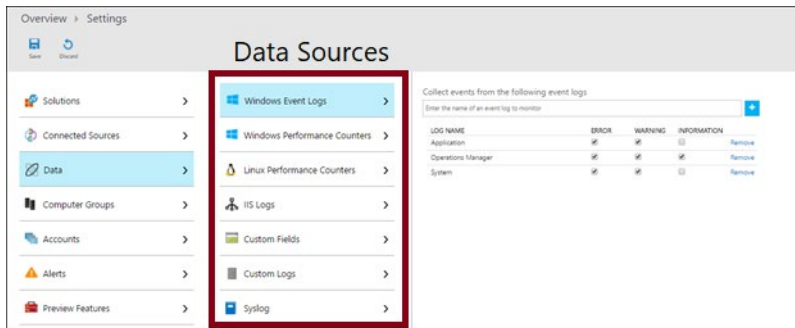 Overview › Settings
Save Discard
Data Sources
Solutions
Connected Sources
Data
Computer Groups
Accounts
Alerts
Preview Features
Windows Event Logs
Windows Performance Counters
Linux Performance Counters
IIS Logs
Custom Fields
Custom Logs
Syslog
Collect events from the following event logs
Enter the name of an event log to monitor
LOG NAME ERROR WARNING INFORMATION
Application Remove
Operations Manager Remove
System Remove